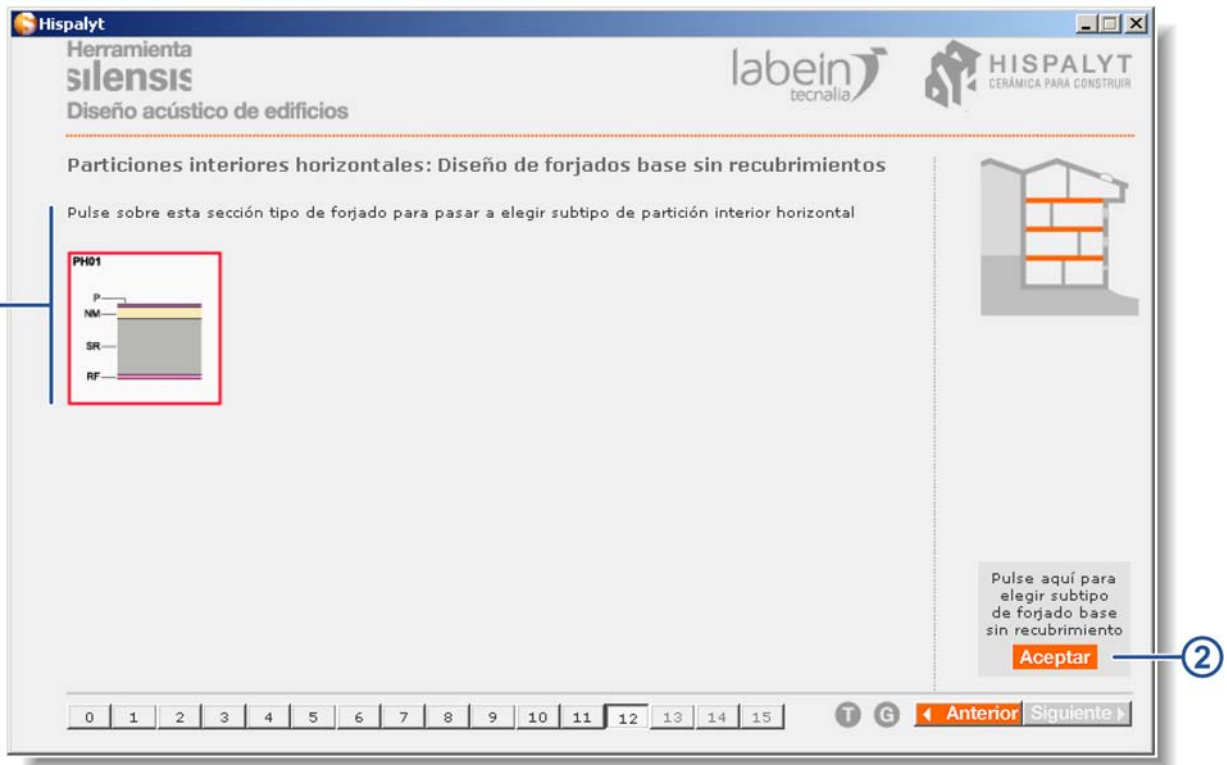 Hispalyt
Herramienta
silensis
Diseño acústico de edificios
labein
tecnalia
HISPALYT
CERÁMICA PARA CONSTRUIR
Particiones interiores horizontales: Diseño de forjados base sin recubrimientos
Pulse sobre esta sección tipo de forjado para pasar a elegir subtipo de partición interior horizontal
PH01
P
NM
SR
RF
Pulse aquí para
elegir subtipo
de forjado base
sin recubrimiento
Aceptar
2
0 1 2 3 4 5 6 7 8 9 10 11 12 13 14 15
T G Anterior Siguiente